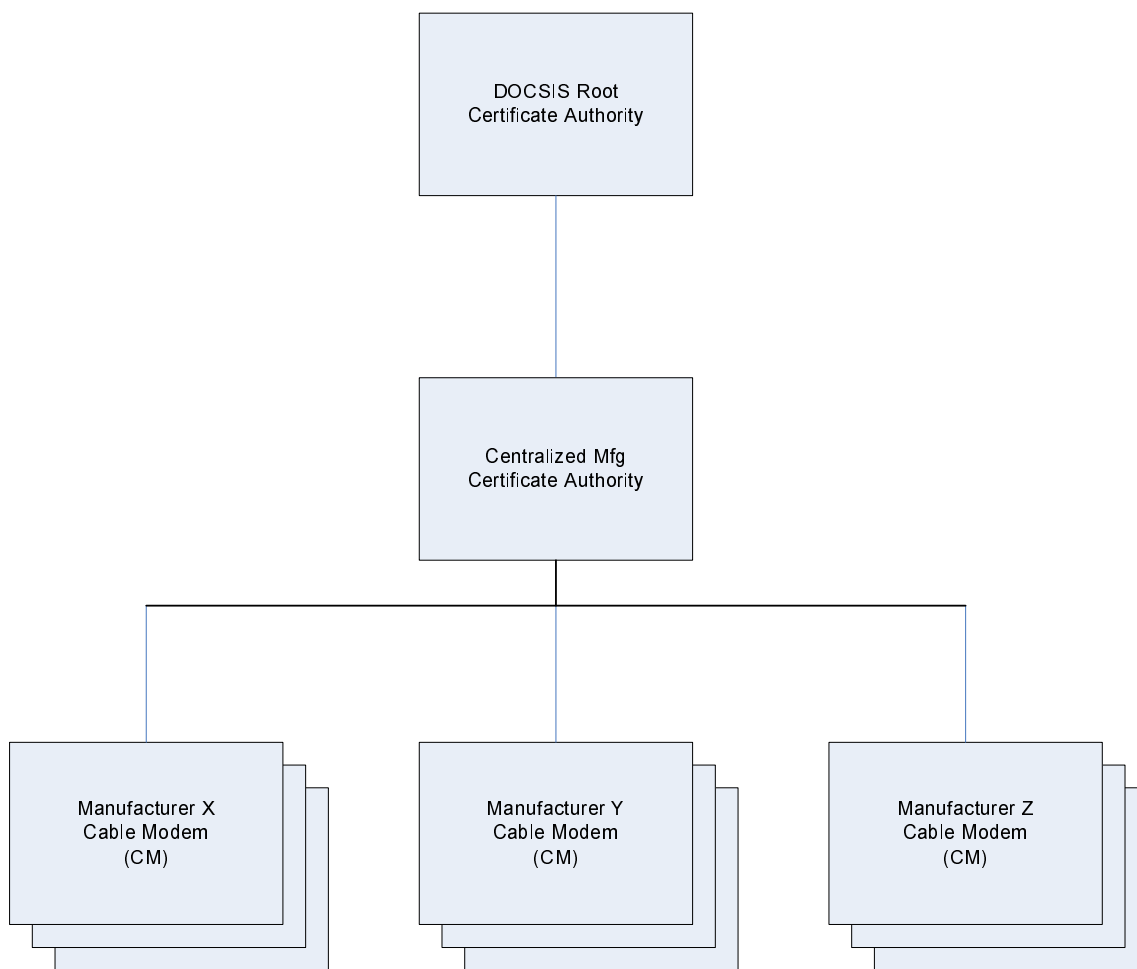 DOCSIS Root
Certificate Authority
Centralized Mfg
Certificate Authority
Manufacturer X
Cable Modem
(CM)
Manufacturer Y
Cable Modem
(CM)
Manufacturer Z
Cable Modem
(CM)